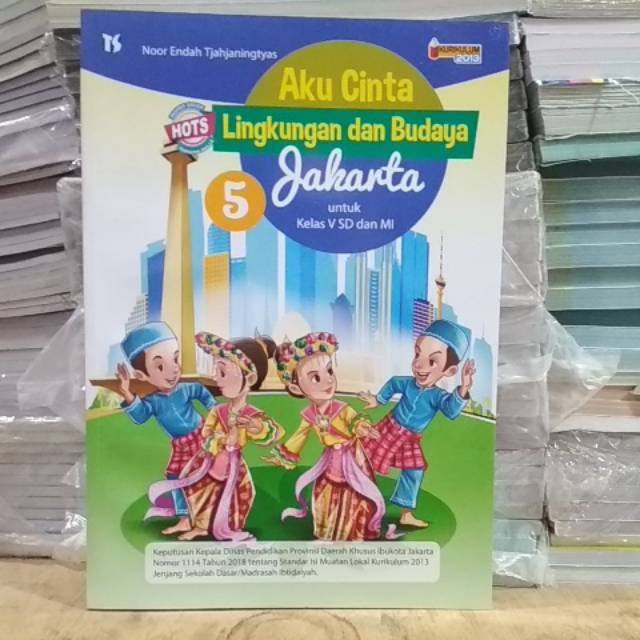 TS
Noor Endah Tjahjaningtyas
KURIKULUM
2013
Aku Cinta
HOTS
Lingkungan dan Budaya
Jakarta
5
untuk
Kelas V SD dan MI
Keputusan Kepala Dinas Pendidikan Provinsi Daerah Khusus Ibukota Jakarta
Nomor 1114 Tahun 2018 tentang Standar Isi Muatan Lokal Kurikulum 2013
Jenjang Sekolah Dasar/Madrasah Ibtidaiyah.